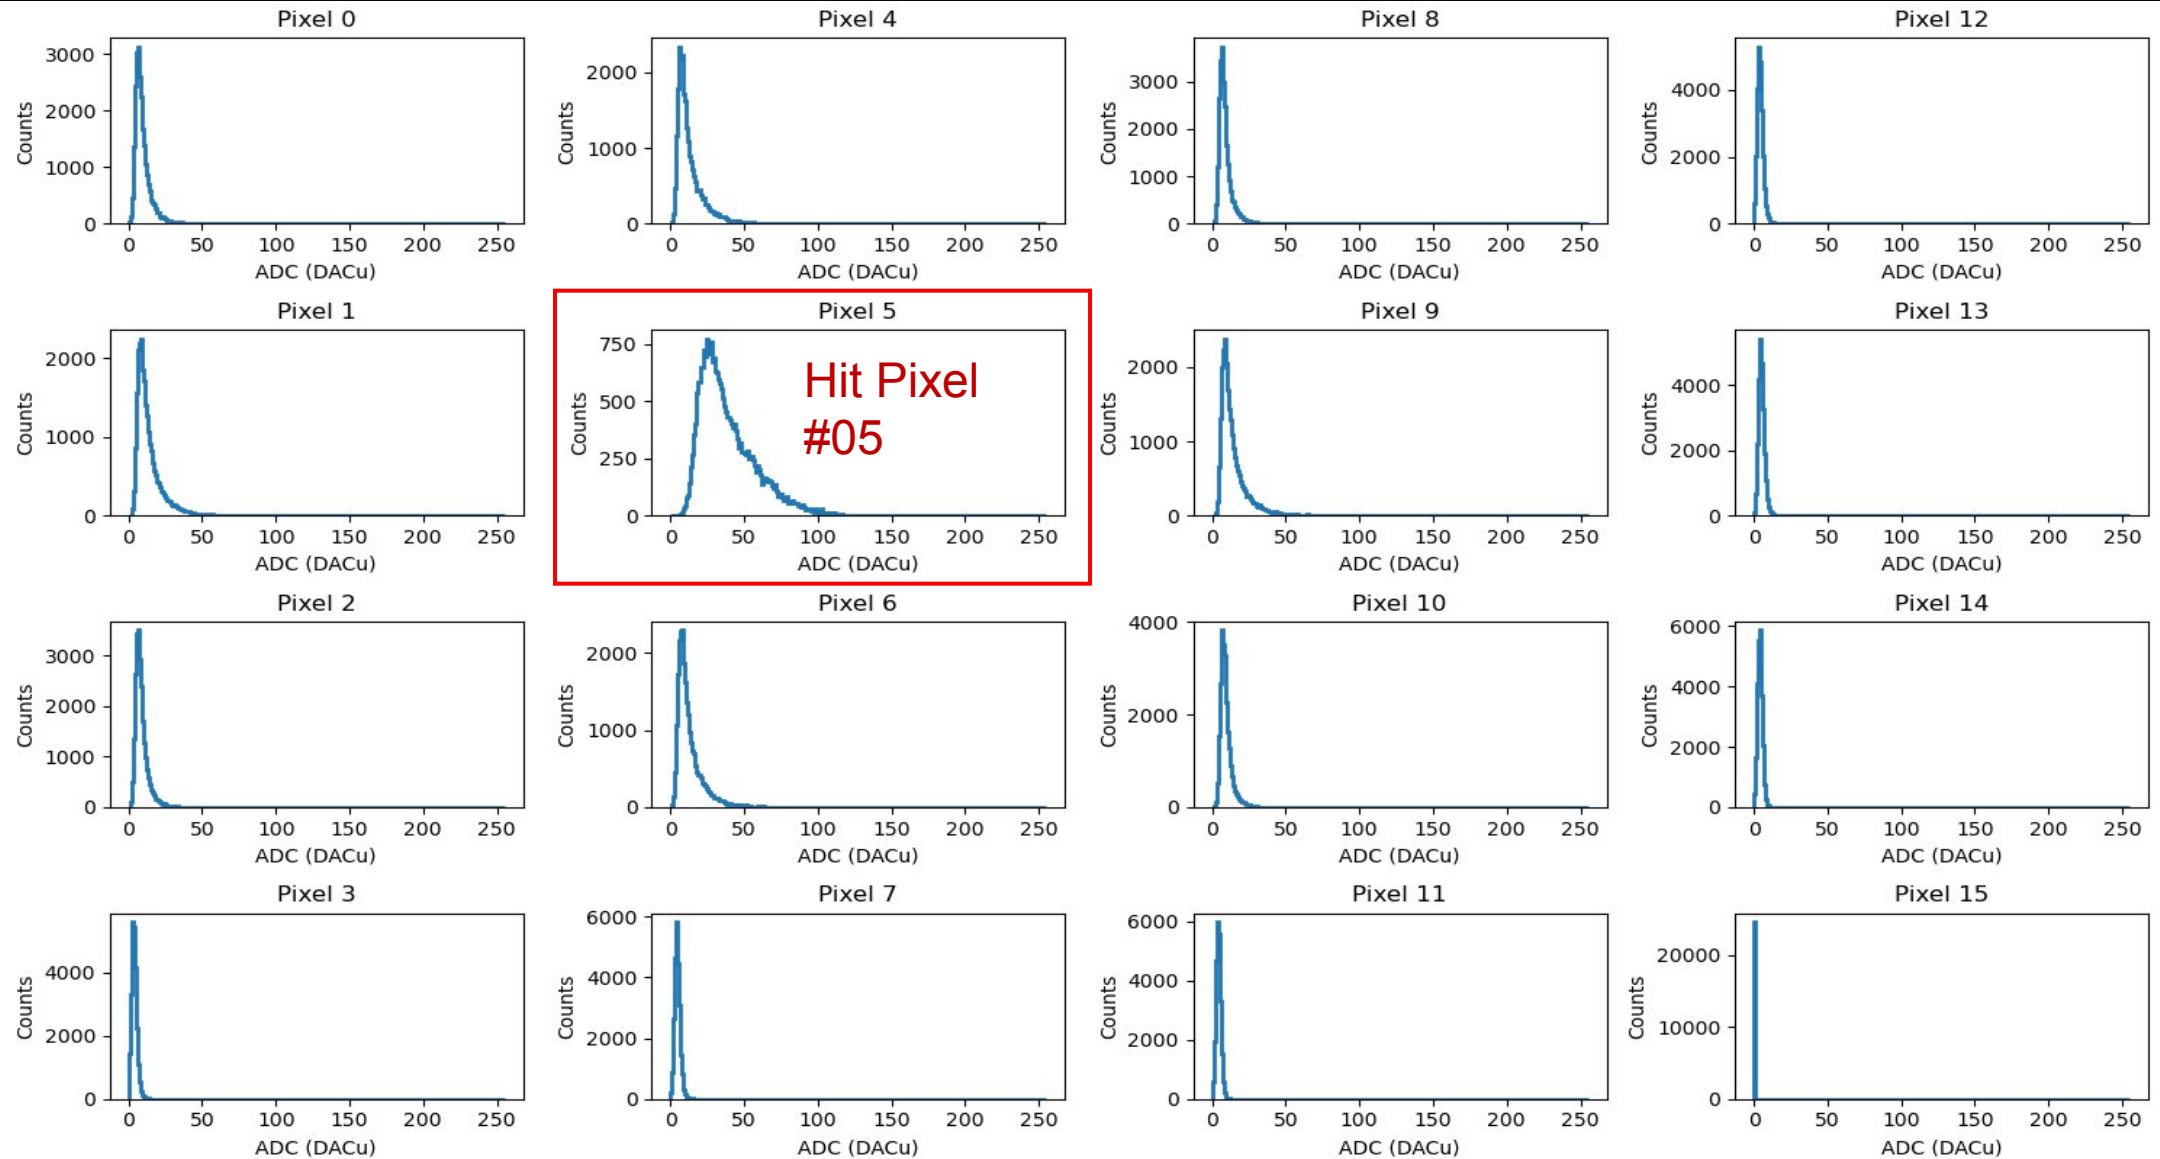 Pixel 0
3000
2000
1000
0
Counts
0 50 100 150 200 250
ADC (DACu)
Pixel 4
2000
1000
0
Counts
0 50 100 150 200 250
ADC (DACu)
Pixel 8
3000
2000
1000
0
Counts
0 50 100 150 200 250
ADC (DACu)
Pixel 12
4000
2000
0
Counts
0 50 100 150 200 250
ADC (DACu)
Pixel 1
2000
1000
0
Counts
0 50 100 150 200 250
ADC (DACu)
Pixel 5
750
500
250
0
Counts
Hit Pixel
#05
0 50 100 150 200 250
ADC (DACu)
Pixel 9
2000
1000
0
Counts
0 50 100 150 200 250
ADC (DACu)
Pixel 13
4000
2000
0
Counts
0 50 100 150 200 250
ADC (DACu)
Pixel 2
3000
2000
1000
0
Counts
0 50 100 150 200 250
ADC (DACu)
Pixel 6
2000
1000
0
Counts
0 50 100 150 200 250
ADC (DACu)
Pixel 10
4000
2000
0
Counts
0 50 100 150 200 250
ADC (DACu)
Pixel 14
6000
4000
2000
0
Counts
0 50 100 150 200 250
ADC (DACu)
Pixel 3
4000
2000
0
Counts
0 50 100 150 200 250
ADC (DACu)
Pixel 7
6000
4000
2000
0
Counts
0 50 100 150 200 250
ADC (DACu)
Pixel 11
6000
4000
2000
0
Counts
0 50 100 150 200 250
ADC (DACu)
Pixel 15
20000
10000
0
Counts
0 50 100 150 200 250
ADC (DACu)